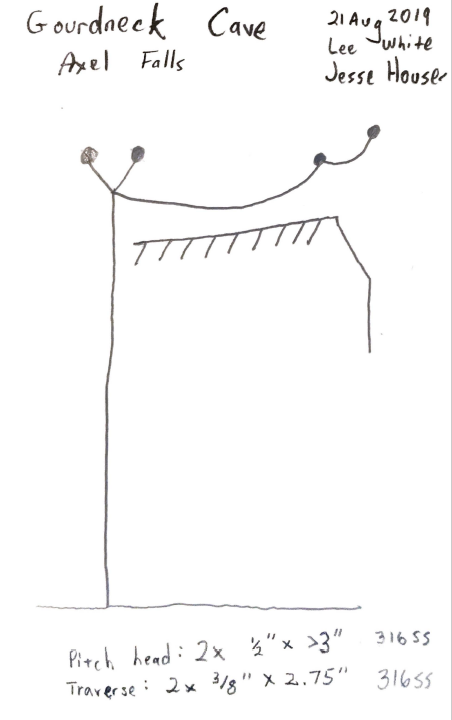 Gourdneck Cave
Axel Falls
21 Aug 2019
Lee White
Jesse Houser
Pitch head: 2x ½" x >3" 316SS
Traverse: 2x 3/8" x 2.75" 316SS